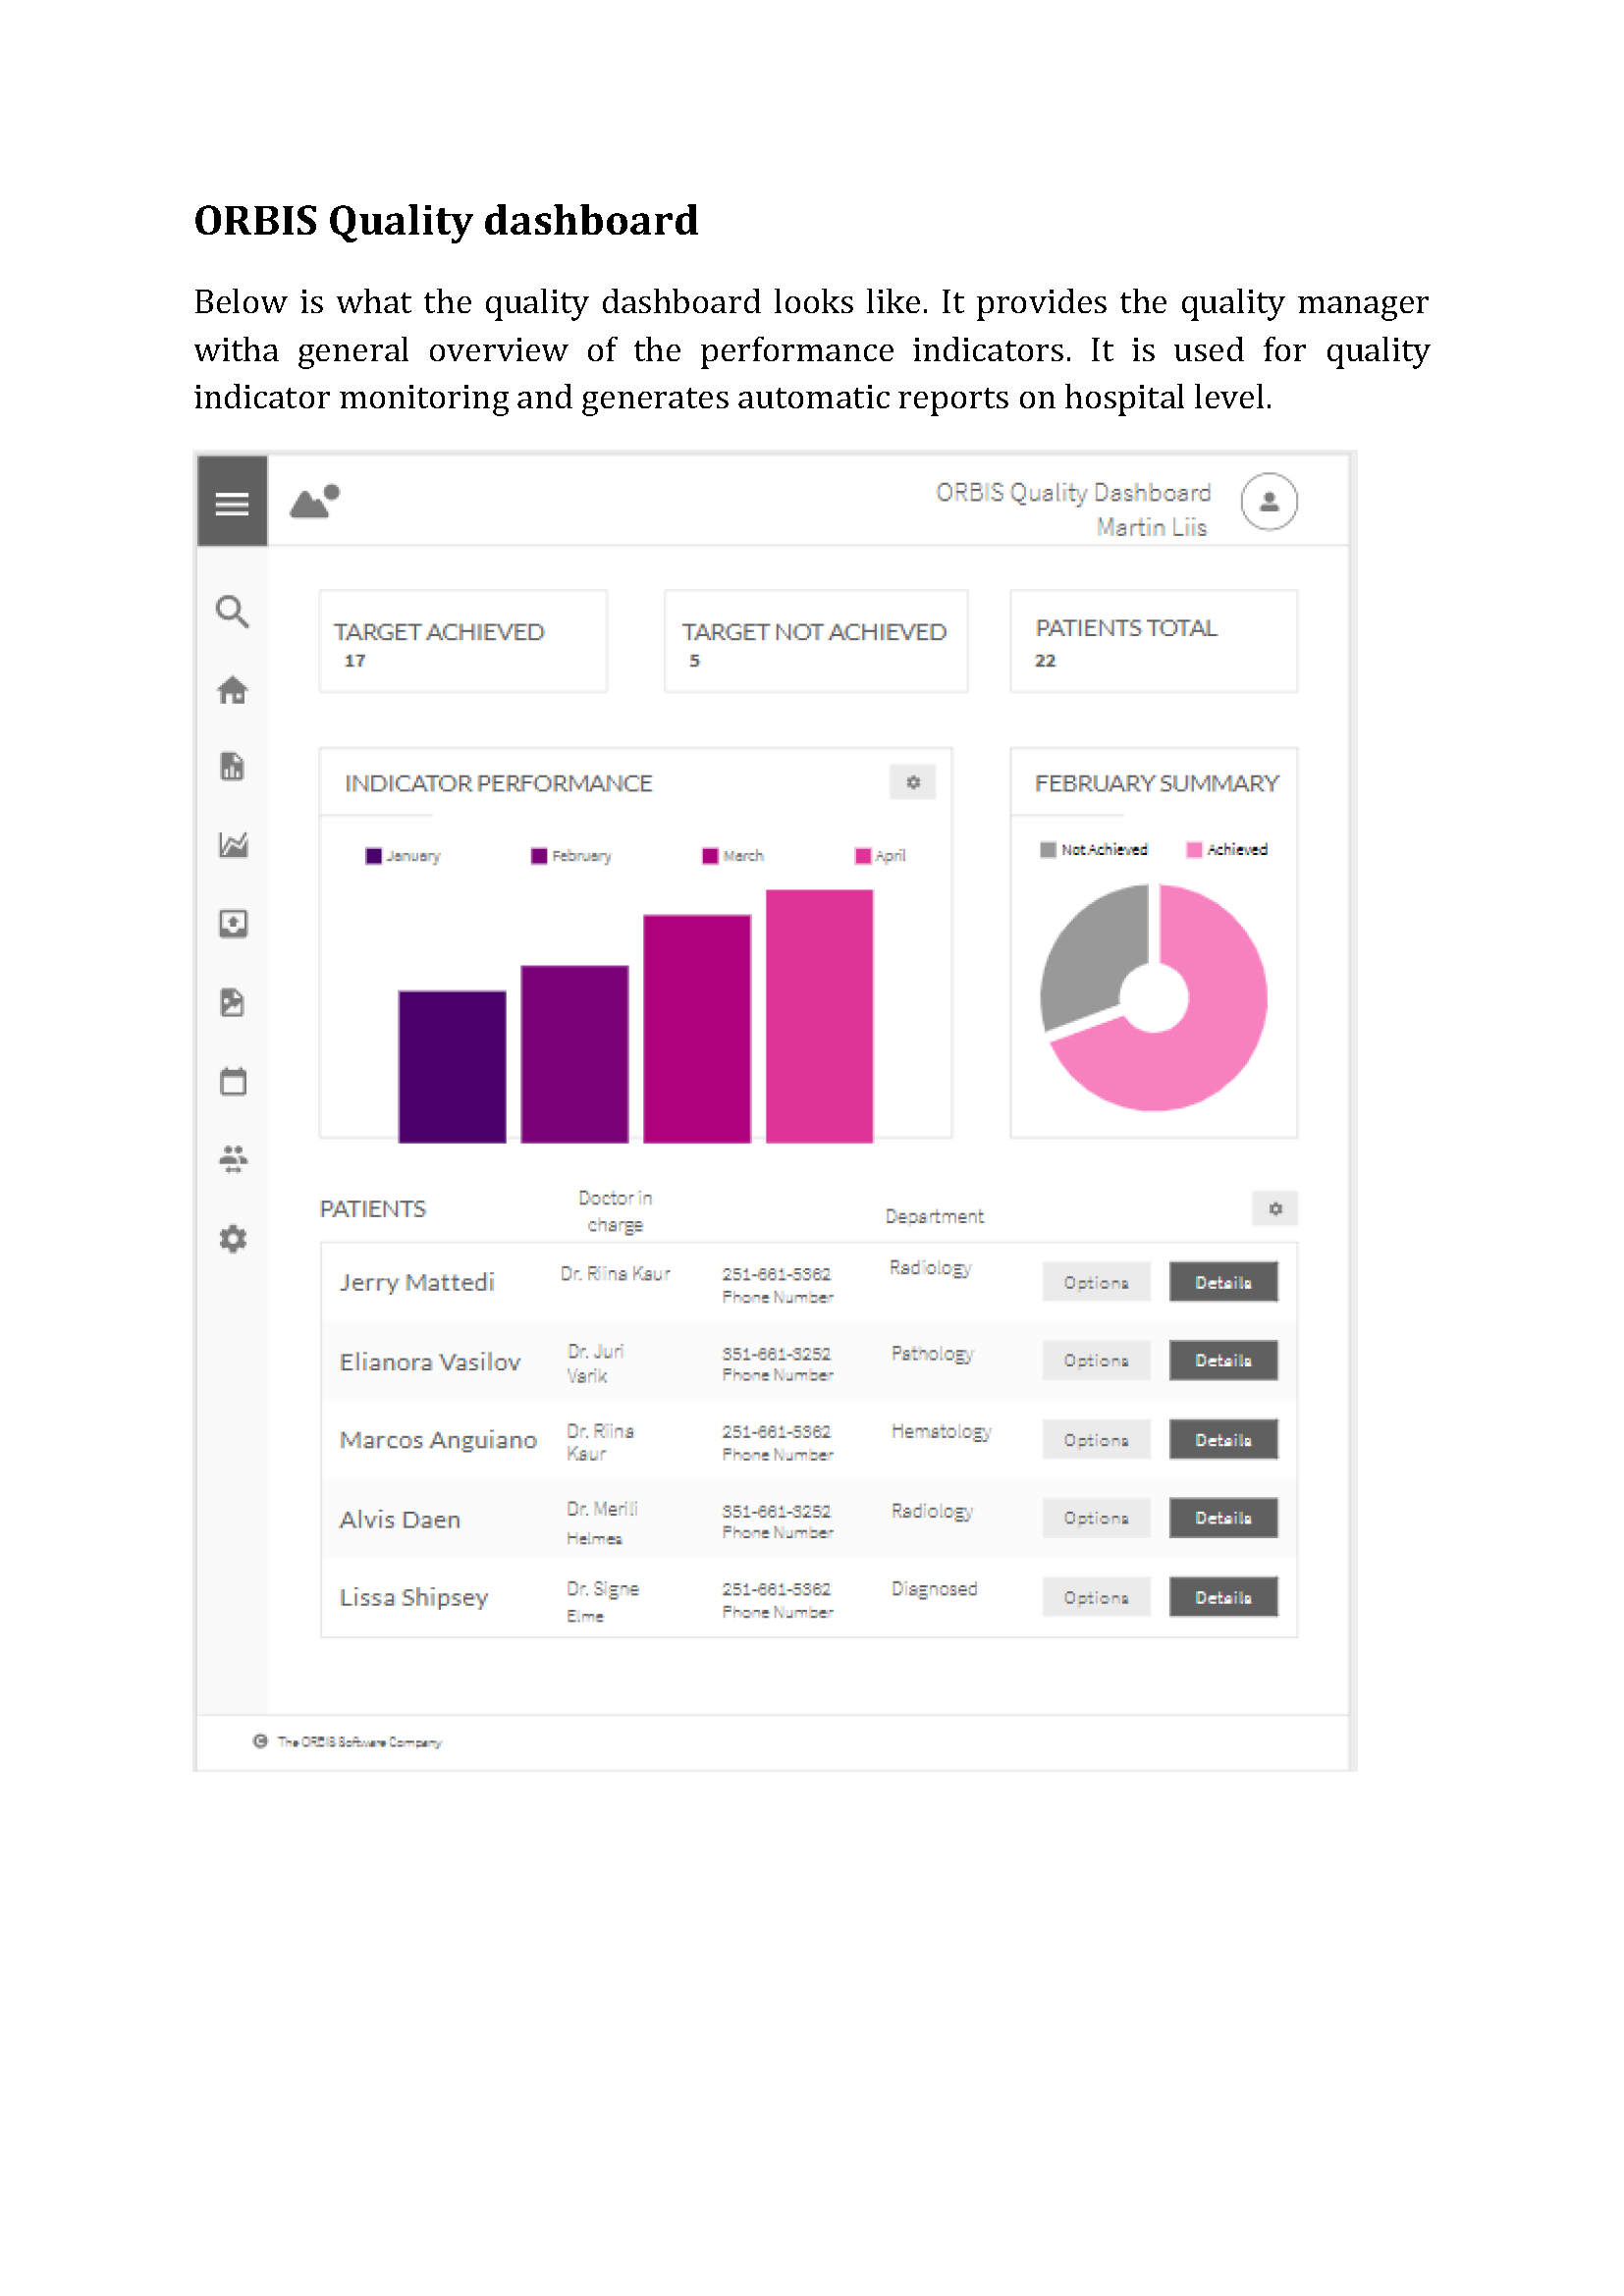 ORBIS Quality dashboard
Below is what the quality dashboard looks like. It provides the quality manager
witha general overview of the performance indicators. It is used for quality
indicator monitoring and generates automatic reports on hospital level.
ORBIS Quality Dashboard
Martin Liis
TARGET ACHIEVED
17
TARGET NOT ACHIEVED
5
PATIENTS TOTAL
22
INDICATOR PERFORMANCE
January February March April
FEBRUARY SUMMARY
Not Achieved Achieved
PATIENTS
Doctor in
charge
Department
Jerry Mattedi
Dr. Riina Kaur
251-661-5362
Phone Number
Radiology
Options
Details
Elianora Vasilov
Dr. Juri
Varik
351-661-3252
Phone Number
Pathology
Options
Details
Marcos Anguiano
Dr. Riina
Kaur
251-661-5362
Phone Number
Hematology
Options
Details
Alvis Daen
Dr. Merili
Helmes
351-661-3252
Phone Number
Radiology
Options
Details
Lissa Shipsey
Dr. Signe
Elme
251-661-5362
Phone Number
Diagnosed
Options
Details
© The ORBIS Software Company